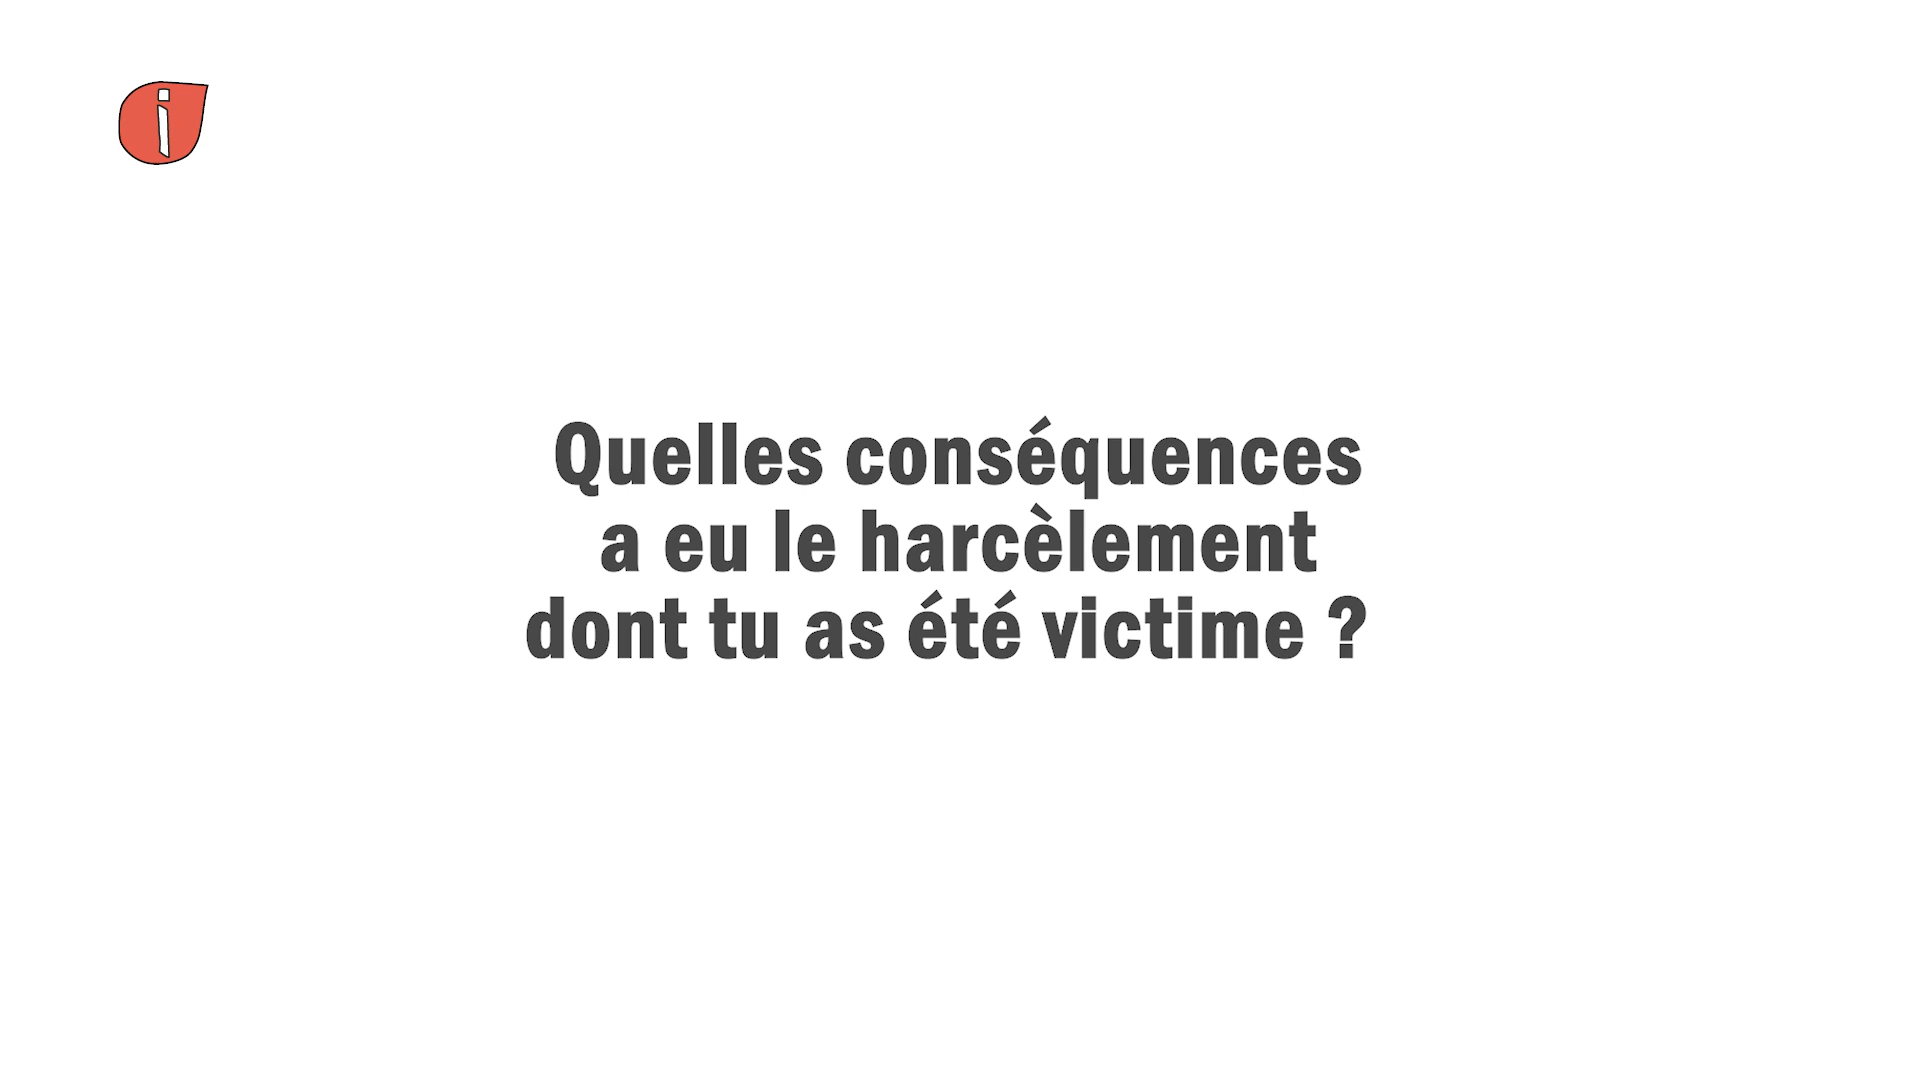 i
Quelles conséquences
a eu le harcèlement
dont tu as été victime ?